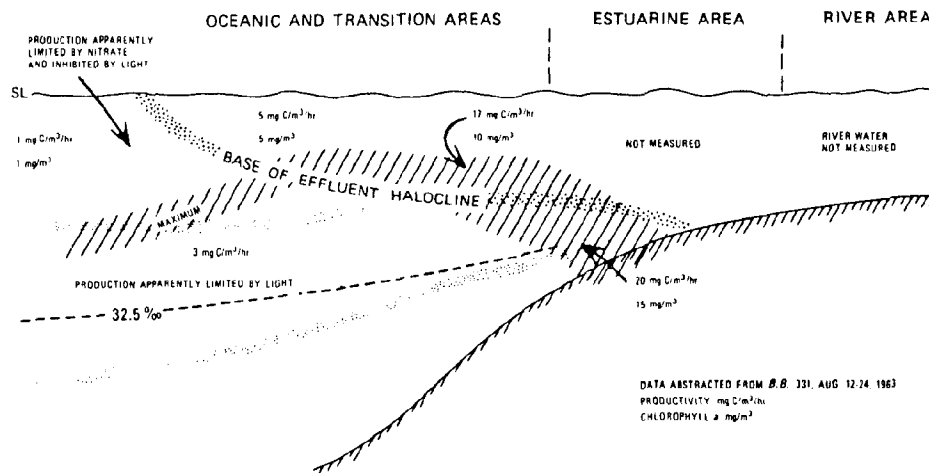 OCEANIC AND TRANSITION AREAS
ESTUARINE AREA
RIVER AREA
PRODUCTION APPARENTLY
LIMITED BY NITRATE
AND INHIBITED BY LIGHT
SL
1 mg C/m³/hr
1 mg/m³
5 mg C/m³/hr
5 mg/m³
17 mg C/m³/hr
10 mg/m³
NOT MEASURED
RIVER WATER
NOT MEASURED
BASE OF EFFLUENT HALOCLINE
MAXIMUM
3 mg C/m³/hr
PRODUCTION APPARENTLY LIMITED BY LIGHT
32.5 ‰
20 mg C/m³/hr
15 mg/m³
DATA ABSTRACTED FROM B.B. 331, AUG 12-24, 1963
PRODUCTIVITY mg C/m³/hr
CHLOROPHYLL a mg/m³